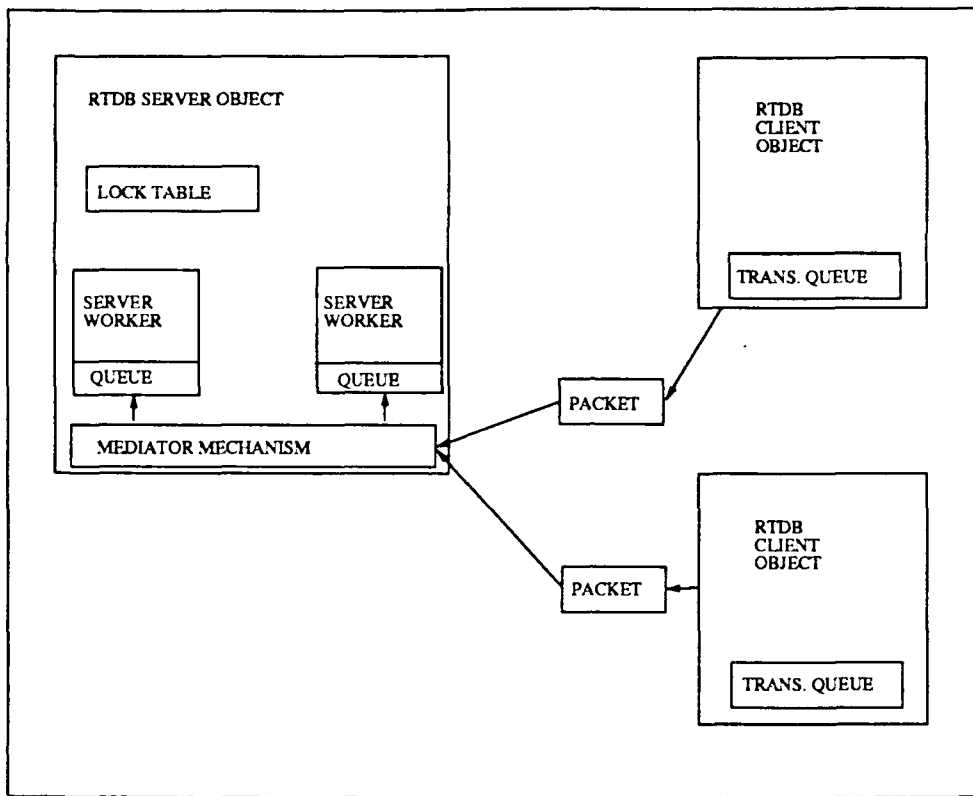 RTDB SERVER OBJECT
LOCK TABLE
SERVER
WORKER
QUEUE
SERVER
WORKER
QUEUE
MEDIATOR MECHANISM
PACKET
PACKET
RTDB
CLIENT
OBJECT
TRANS. QUEUE
RTDB
CLIENT
OBJECT
TRANS. QUEUE